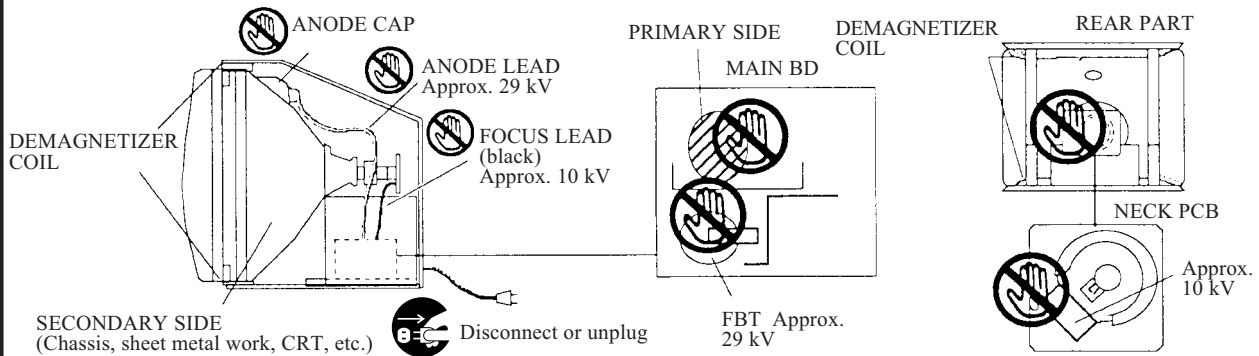 ANODE CAP
ANODE LEAD
Approx. 29 kV
FOCUS LEAD
(black)
Approx. 10 kV
DEMAGNETIZER
COIL
SECONDARY SIDE
(Chassis, sheet metal work, CRT, etc.)
Disconnect or unplug
PRIMARY SIDE
MAIN BD
FBT Approx.
29 kV
DEMAGNETIZER
COIL
REAR PART
NECK PCB
Approx.
10 kV